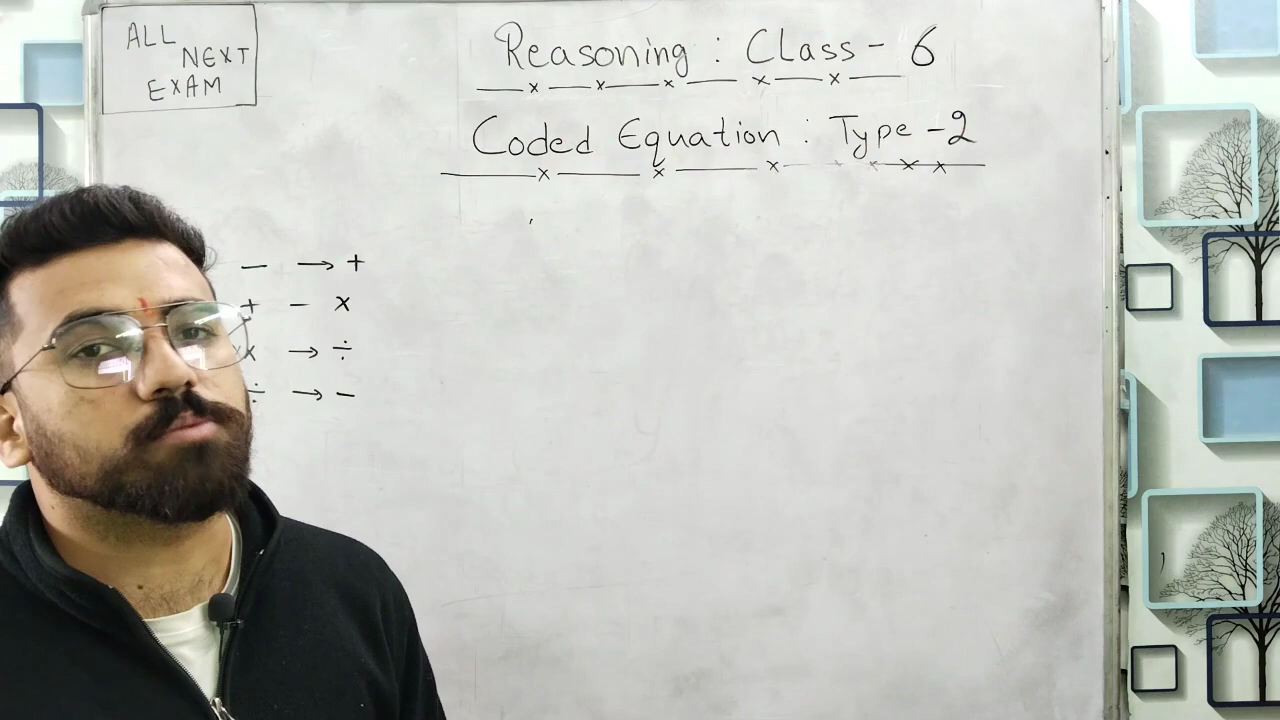 ALL
NEXT
EXAM
Reasoning : Class - 6
Coded Equation : Type - 2
− → +
+ − ×
× → ÷
÷ → −